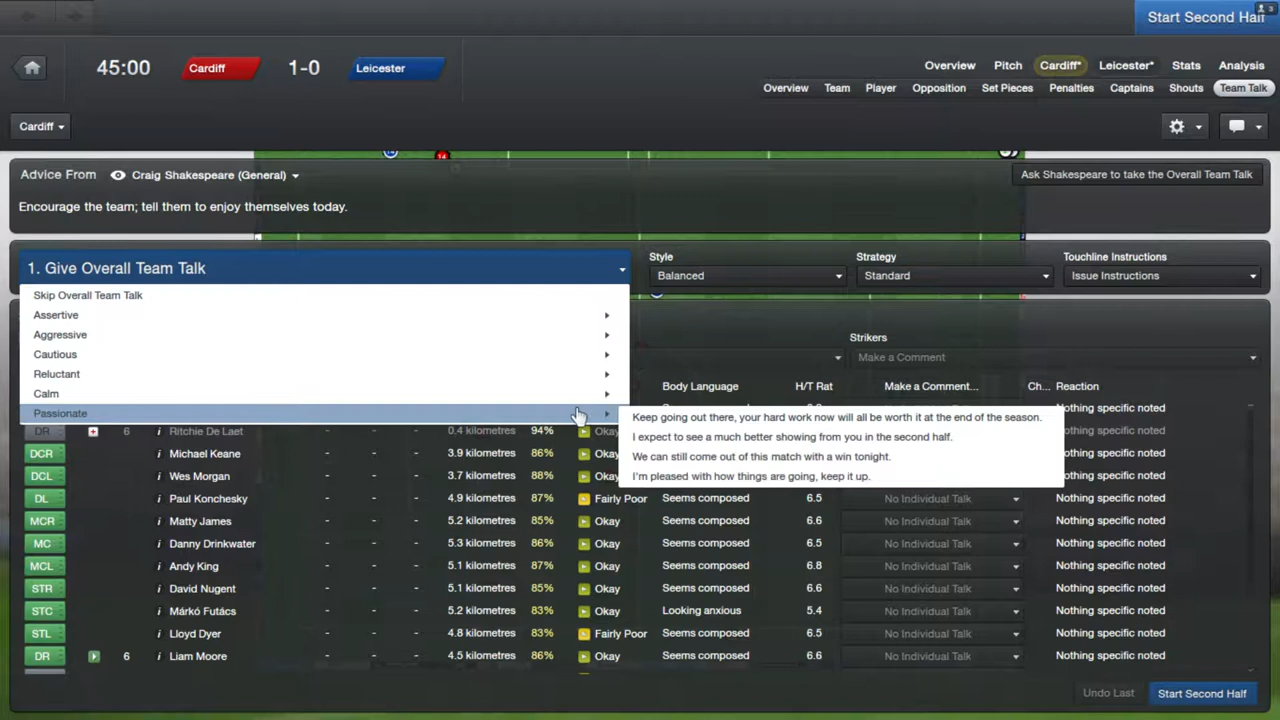 Start Second Half
3
45:00
Cardiff
1-0
Leicester
Overview Pitch Cardiff* Leicester* Stats Analysis
Overview Team Player Opposition Set Pieces Penalties Captains Shouts Team Talk
Cardiff
14
Advice From Craig Shakespeare (General)
Ask Shakespeare to take the Overall Team Talk
Encourage the team; tell them to enjoy themselves today.
1. Give Overall Team Talk
Style
Balanced
Strategy
Standard
Touchline Instructions
Issue Instructions
Skip Overall Team Talk
Assertive
Aggressive
Cautious
Reluctant
Calm
Passionate
Keep going out there, your hard work now will all be worth it at the end of the season.
I expect to see a much better showing from you in the second half.
We can still come out of this match with a win tonight.
I'm pleased with how things are going, keep it up.
Strikers
Make a Comment
Body Language H/T Rat Make a Comment... Ch... Reaction
Nothing specific noted
DR 6 i Ritchie De Laet - - - 0.4 kilometres 94% Okay Nothing specific noted
DCR i Michael Keane - - - 3.9 kilometres 86% Okay Nothing specific noted
DCL i Wes Morgan - - - 3.7 kilometres 88% Okay Nothing specific noted
DL i Paul Konchesky - - - 4.9 kilometres 87% Fairly Poor Seems composed 6.5 No Individual Talk Nothing specific noted
MCR i Matty James - - - 5.2 kilometres 85% Okay Seems composed 6.6 No Individual Talk Nothing specific noted
MC i Danny Drinkwater - - - 5.3 kilometres 86% Okay Seems composed 6.5 No Individual Talk Nothing specific noted
MCL i Andy King - - - 5.1 kilometres 87% Okay Seems composed 6.8 No Individual Talk Nothing specific noted
STR i David Nugent - - - 5.1 kilometres 85% Okay Seems composed 6.6 No Individual Talk Nothing specific noted
STC i Márkó Futács - - - 5.2 kilometres 83% Okay Looking anxious 5.4 No Individual Talk Nothing specific noted
STL i Lloyd Dyer - - - 4.8 kilometres 83% Fairly Poor Seems composed 6.5 No Individual Talk Nothing specific noted
DR 6 i Liam Moore - - - 4.5 kilometres 86% Okay Seems composed 6.6 No Individual Talk Nothing specific noted
Undo Last
Start Second Half